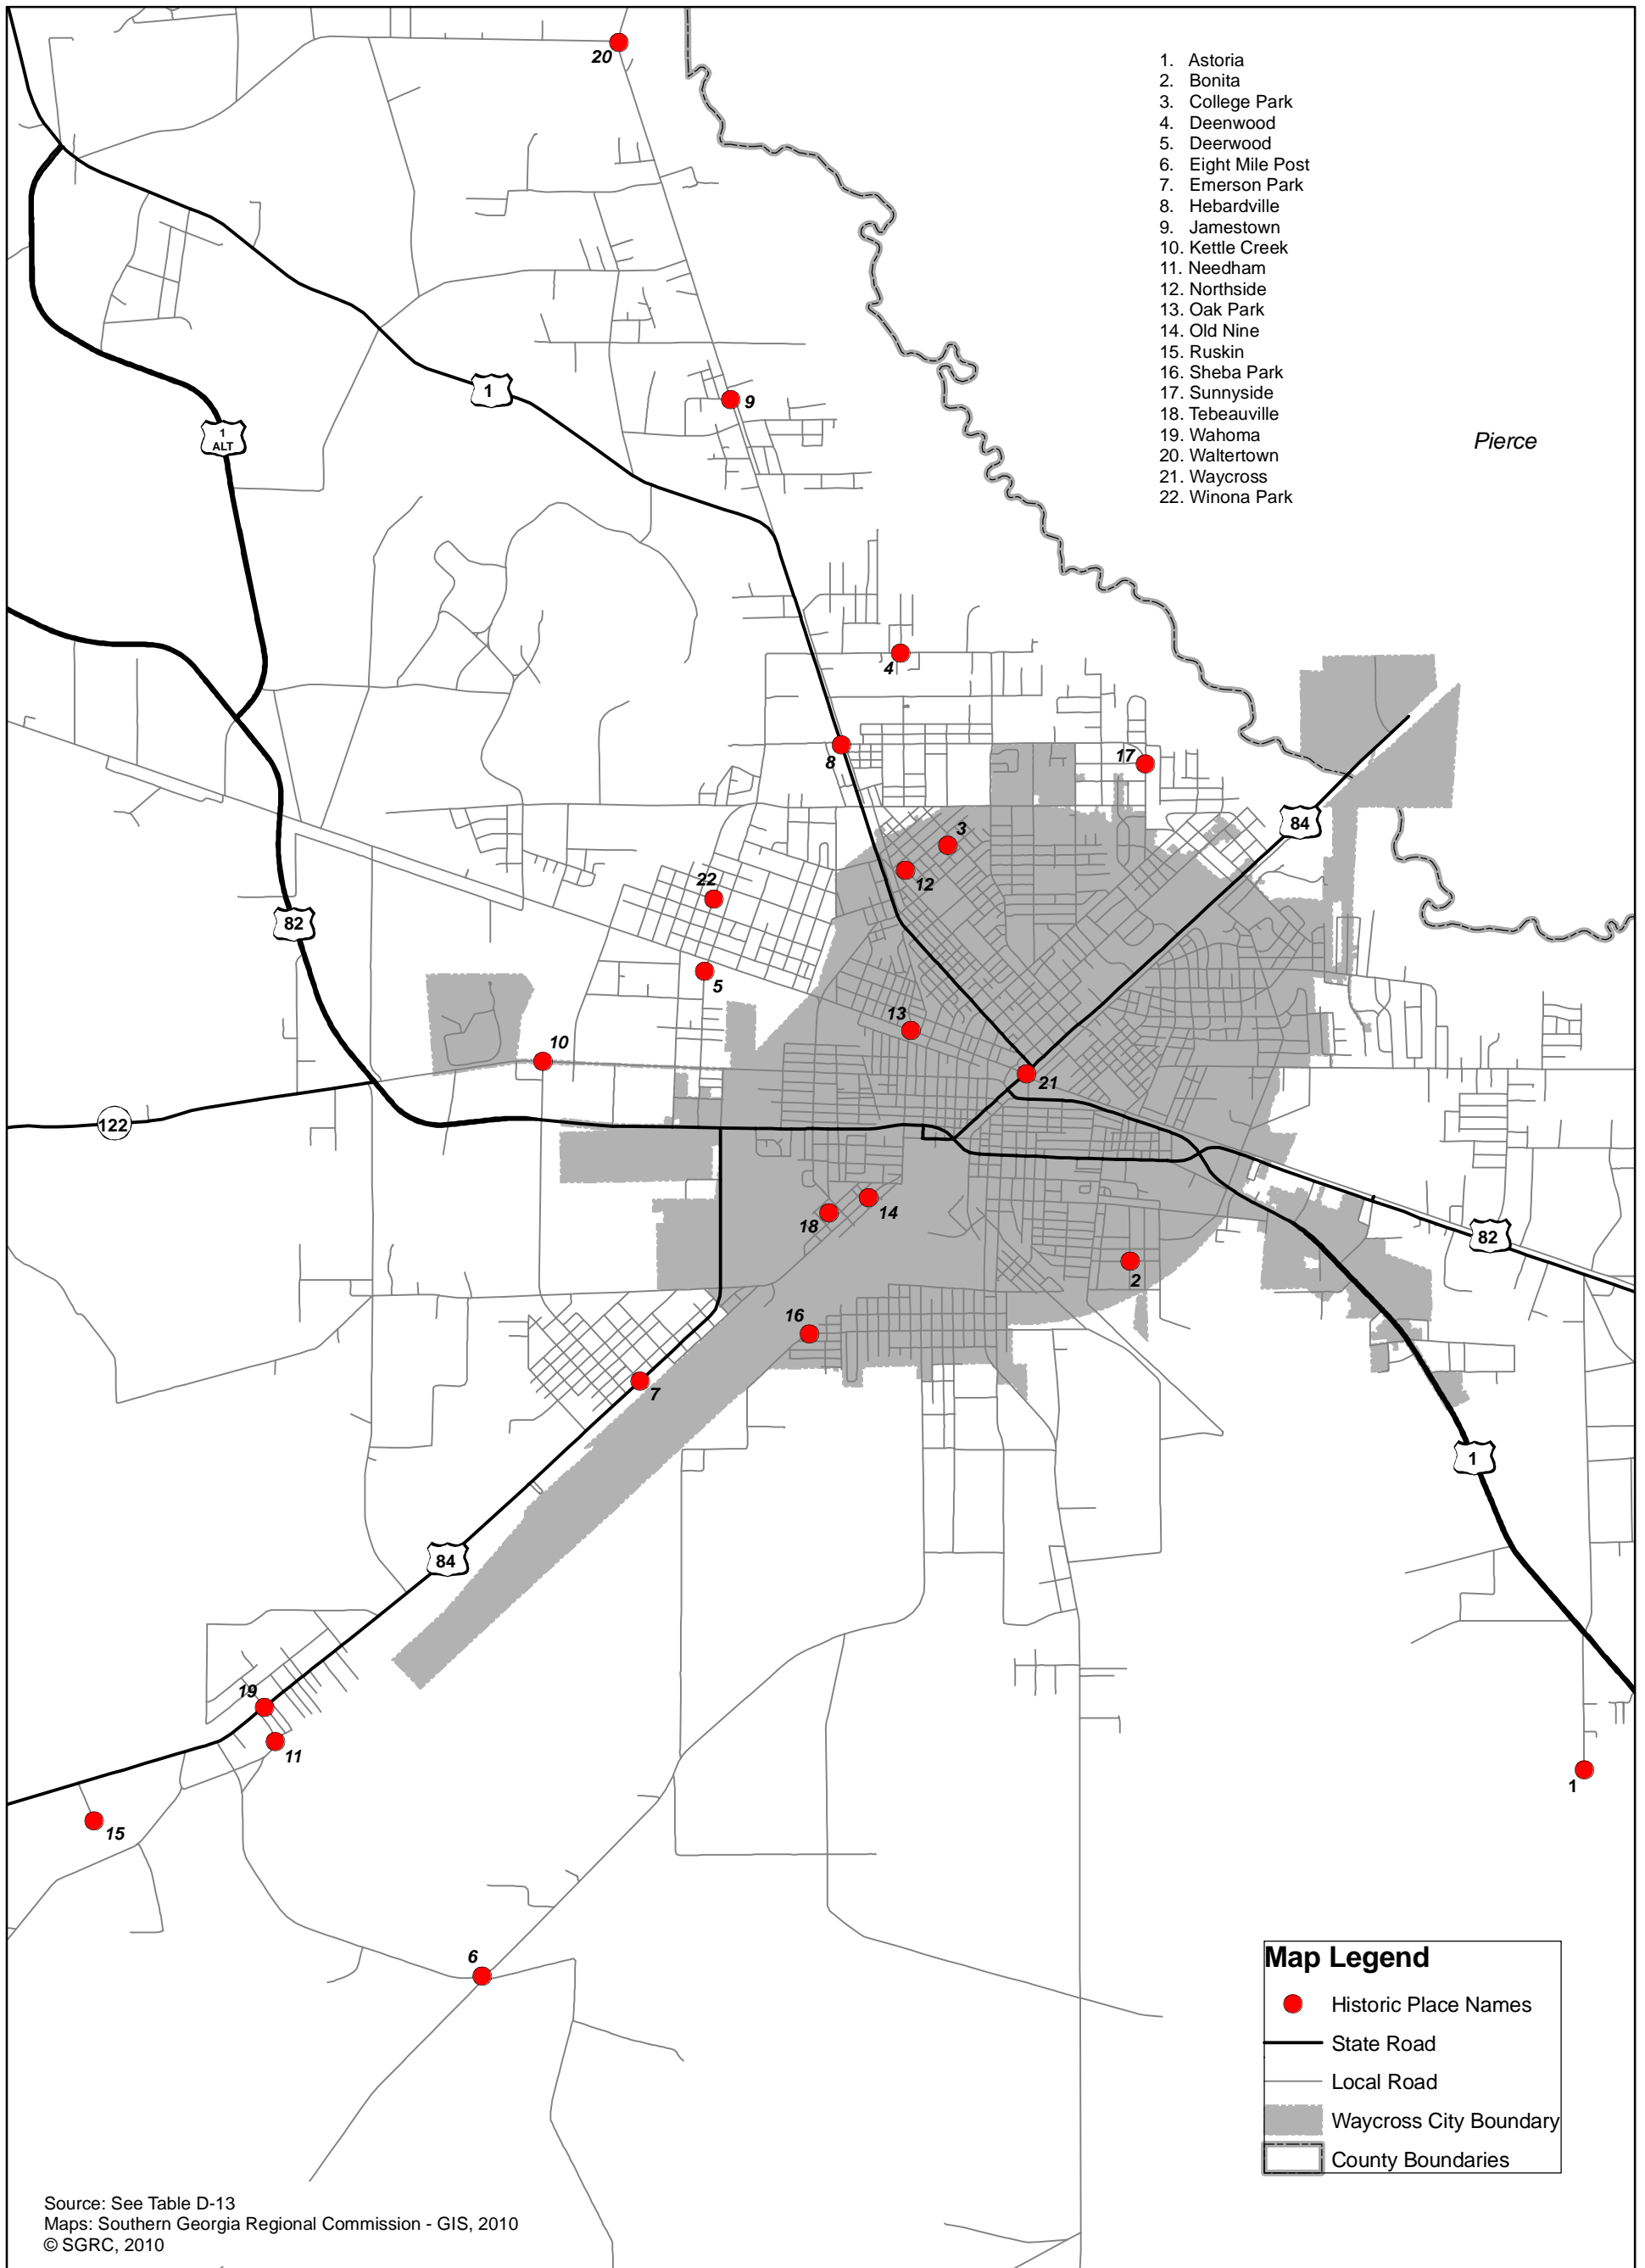 20
1. Astoria
2. Bonita
3. College Park
4. Deenwood
5. Deerwood
6. Eight Mile Post
7. Emerson Park
8. Hebardville
9. Jamestown
10. Kettle Creek
11. Needham
12. Northside
13. Oak Park
14. Old Nine
15. Ruskin
16. Sheba Park
17. Sunnyside
18. Tebeauville
19. Wahoma
20. Waltertown
21. Waycross
22. Winona Park
Pierce
1
9
1
ALT
4
8
17
84
3
12
22
82
5
13
10
21
122
14
18
82
2
16
7
1
84
19
11
1
15
6
Map Legend
Historic Place Names
State Road
Local Road
Waycross City Boundary
County Boundaries
Source: See Table D-13
Maps: Southern Georgia Regional Commission - GIS, 2010
© SGRC, 2010